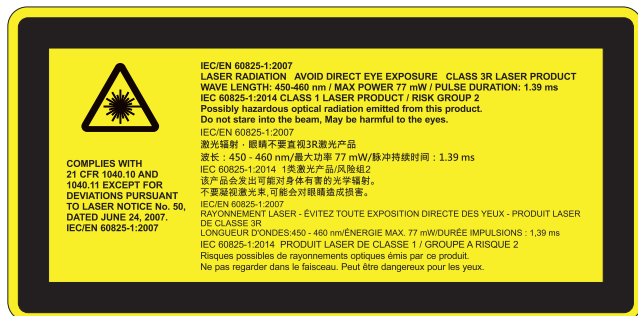 COMPLIES WITH
21 CFR 1040.10 AND
1040.11 EXCEPT FOR
DEVIATIONS PURSUANT
TO LASER NOTICE No. 50,
DATED JUNE 24, 2007.
IEC/EN 60825-1:2007
IEC/EN 60825-1:2007
LASER RADIATION AVOID DIRECT EYE EXPOSURE CLASS 3R LASER PRODUCT
WAVE LENGTH: 450-460 nm / MAX POWER 77 mW / PULSE DURATION: 1.39 ms
IEC 60825-1:2014 CLASS 1 LASER PRODUCT / RISK GROUP 2
Possibly hazardous optical radiation emitted from this product.
Do not stare into the beam, May be harmful to the eyes.
IEC/EN 60825-1:2007
激光辐射，眼睛不要直视3R激光产品
波长：450 - 460 nm/最大功率 77 mW/脉冲持续时间：1.39 ms
IEC 60825-1:2014 1类激光产品/风险组2
该产品会发出可能对身体有害的光学辐射。
不要凝视激光束,可能会对眼睛造成损害。
IEC/EN 60825-1:2007
RAYONNEMENT LASER - ÉVITEZ TOUTE EXPOSITION DIRECTE DES YEUX - PRODUIT LASER
DE CLASSE 3R
LONGUEUR D'ONDES:450 - 460 nm/ÉNERGIE MAX. 77 mW/DURÉE IMPULSIONS : 1,39 ms
IEC 60825-1:2014 PRODUIT LASER DE CLASSE 1 / GROUPE A RISQUE 2
Risques possibles de rayonnements optiques émis par ce produit.
Ne pas regarder dans le faisceau. Peut être dangereux pour les yeux.